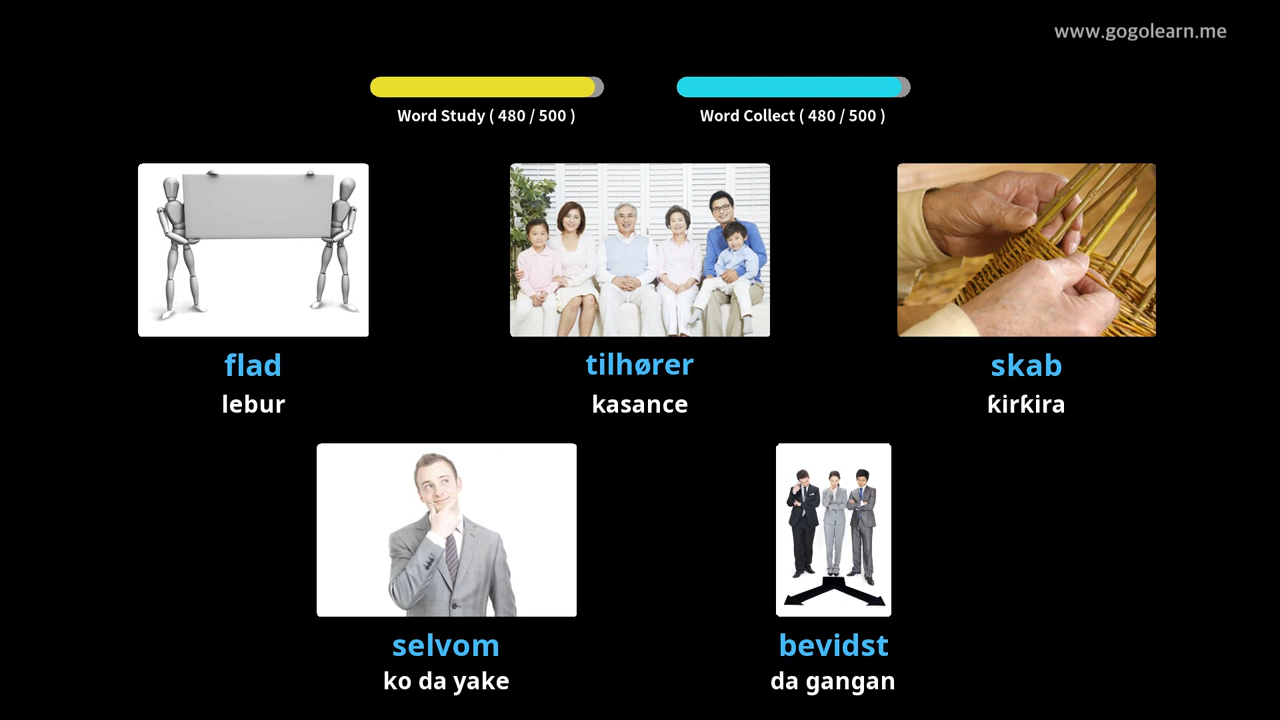 www.gogolearn.me
Word Study ( 480 / 500 )
Word Collect ( 480 / 500 )
flad
lebur
tilhører
kasance
skab
ƙirƙira
selvom
ko da yake
bevidst
da gangan